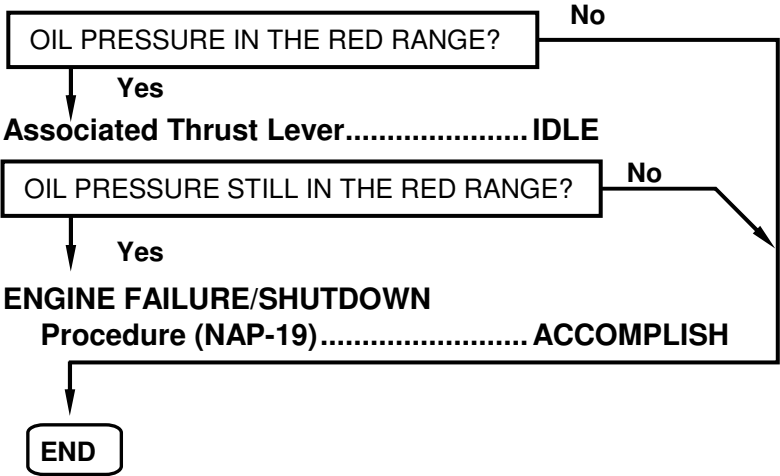 No
OIL PRESSURE IN THE RED RANGE?
Yes
Associated Thrust Lever...................... IDLE
OIL PRESSURE STILL IN THE RED RANGE?
No
Yes
ENGINE FAILURE/SHUTDOWN
Procedure (NAP-19)......................... ACCOMPLISH
END